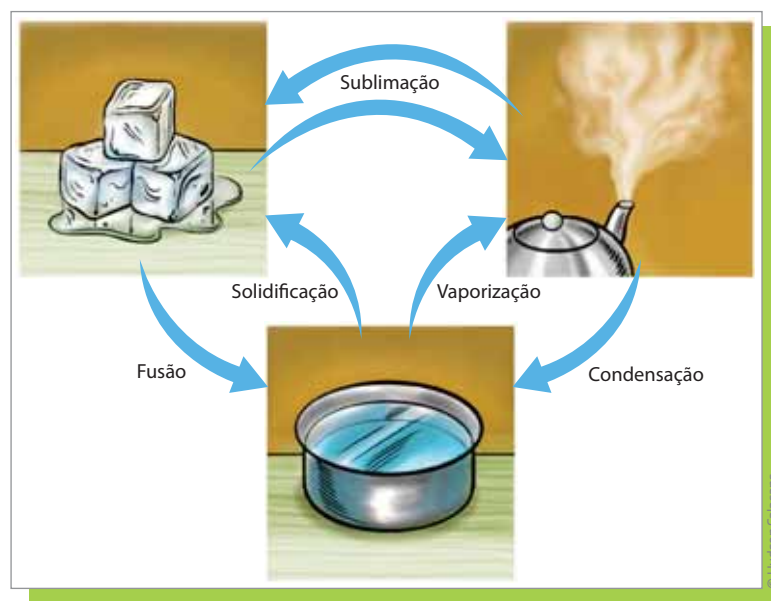 Sublimação
Solidificação
Vaporização
Fusão
Condensação